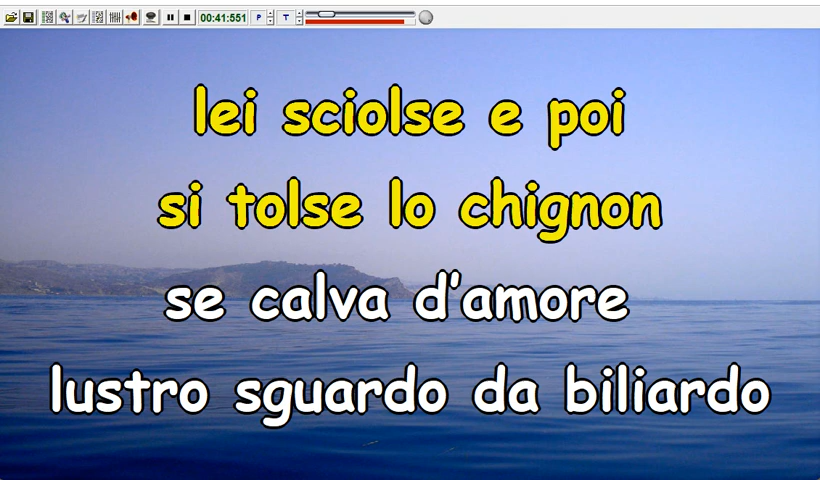 00:41:551 P T
lei sciolse e poi
si tolse lo chignon
se calva d'amore
lustro sguardo da biliardo